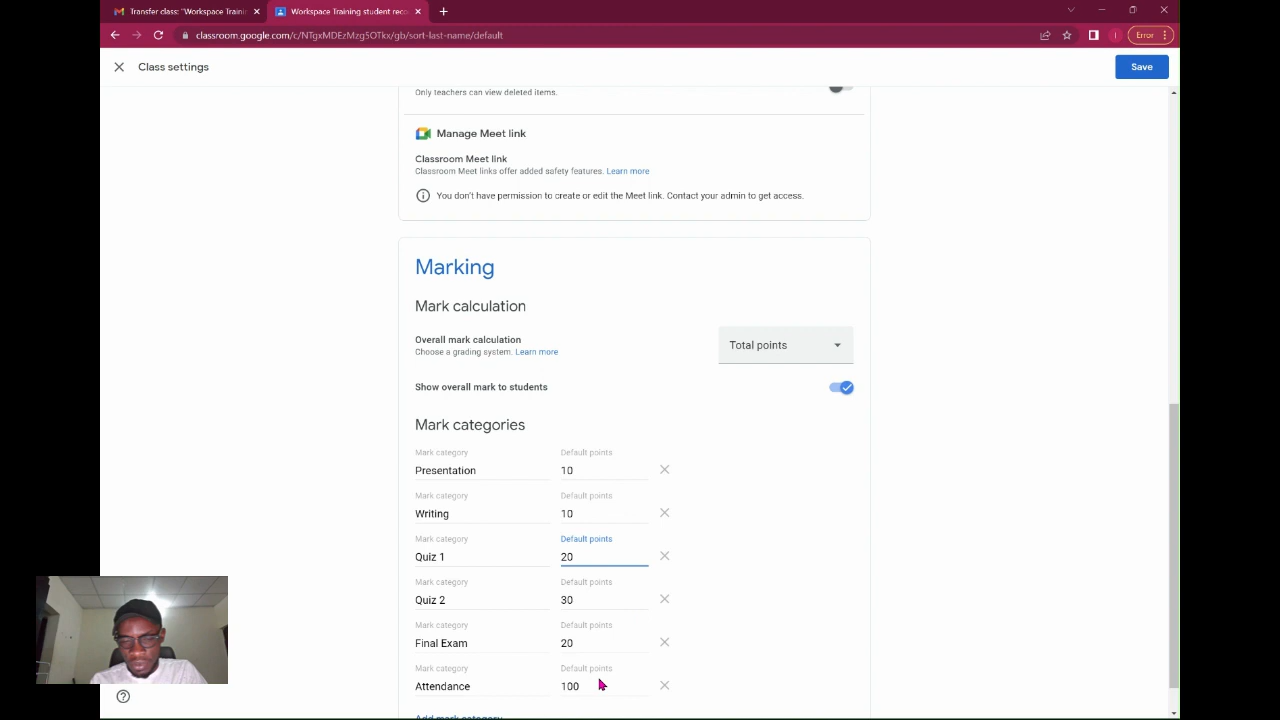 Transfer class: "Workspace Trainin
Workspace Training student reco
classroom.google.com/c/NTgxMDEzMzg5OTkx/gb/sort-last-name/default
I
Error
Class settings
Save
Only teachers can view deleted items.
Manage Meet link
Classroom Meet link
Classroom Meet links offer added safety features. Learn more
You don't have permission to create or edit the Meet link. Contact your admin to get access.
Marking
Mark calculation
Overall mark calculation
Choose a grading system. Learn more
Total points
Show overall mark to students
Mark categories
Mark category Default points
Presentation 10
Mark category Default points
Writing 10
Mark category Default points
Quiz 1 20
Mark category Default points
Quiz 2 30
Mark category Default points
Final Exam 20
Mark category Default points
Attendance 100
Add mark category